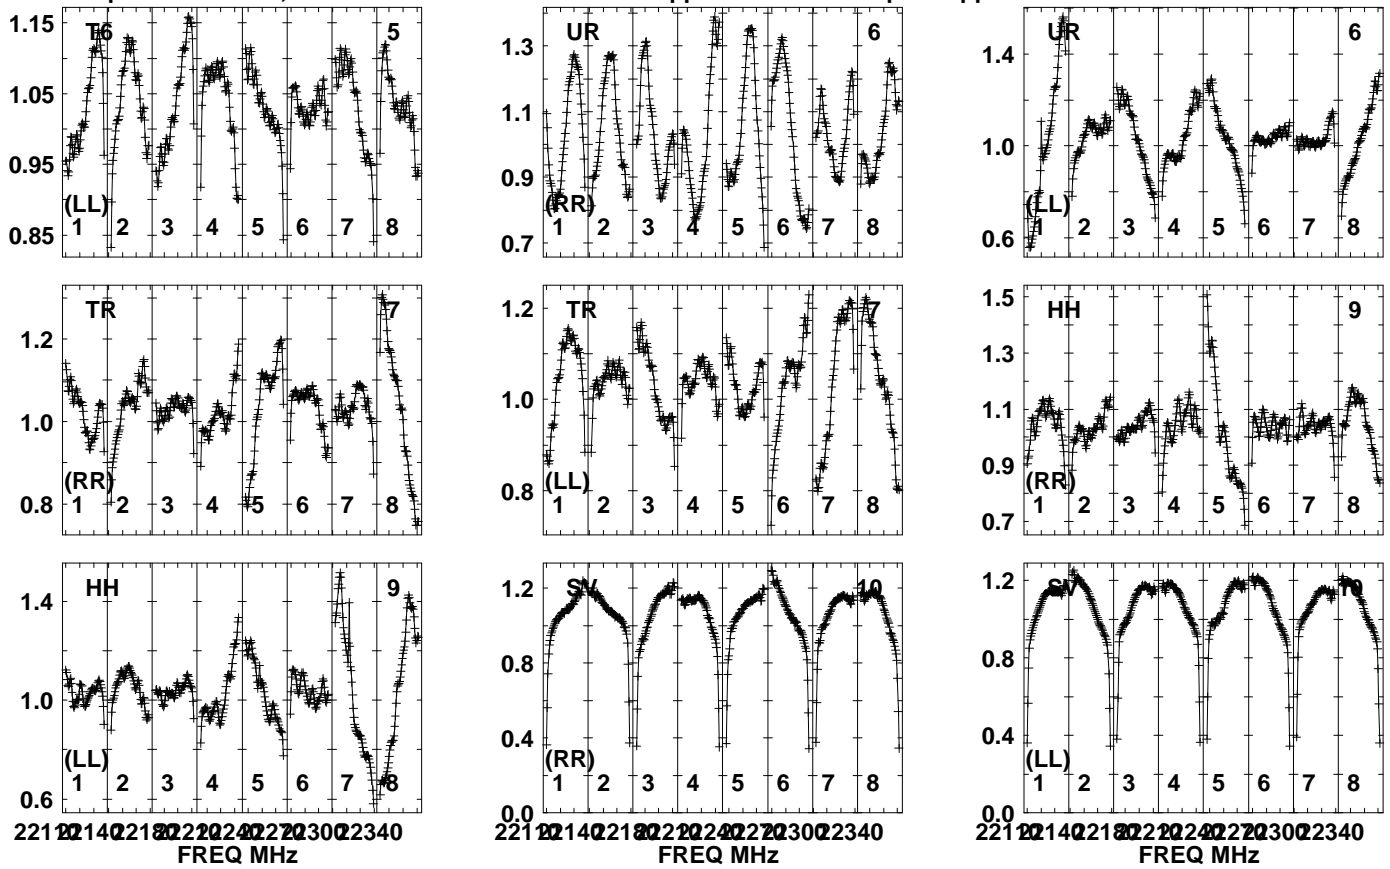 1.15 T6 5
1.05
0.95
(LL)
0.85 1 2 3 4 5 6 7 8
UR 6
1.3
1.1
0.9
(RR)
0.7 1 2 3 4 5 6 7 8
UR 6
1.4
1.0
(LL)
0.6 1 2 3 4 5 6 7 8
TR 7
1.2
1.0
(RR)
0.8 1 2 3 4 5 6 7 8
1.2 TR 7
1.0
0.8 (LL)
1 2 3 4 5 6 7 8
1.5 HH 9
1.3
1.1
0.9
(RR)
0.7 1 2 3 4 5 6 7 8
HH 9
1.4
1.0
(LL)
0.6 1 2 3 4 5 6 7 8
FREQ MHz
1.2 SV 10
0.8
0.4
(RR)
1 2 3 4 5 6 7 8
0.0
1.2 SV 10
0.8
0.4
(LL)
1 2 3 4 5 6 7 8
0.0
FREQ MHz